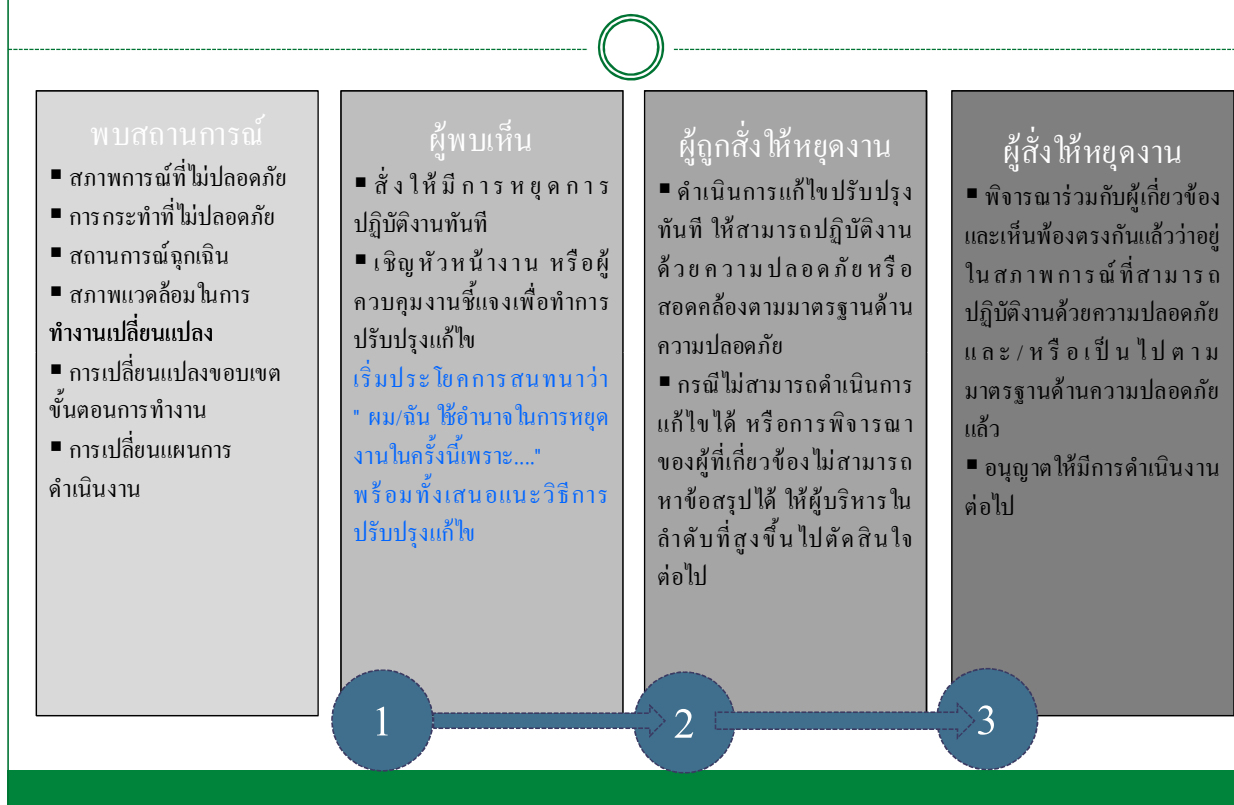 พบสถานการณ์
▪ สภาพการณ์ที่ไม่ปลอดภัย
▪ การกระทำที่ไม่ปลอดภัย
▪ สถานการณ์ฉุกเฉิน
▪ สภาพแวดล้อมในการ
ทำงานเปลี่ยนแปลง
▪ การเปลี่ยนแปลงขอบเขต
ขั้นตอนการทำงาน
▪ การเปลี่ยนแผนการ
ดำเนินงาน
ผู้พบเห็น
▪ สั่งให้มีการหยุดการ
ปฏิบัติงานทันที
▪ เชิญหัวหน้างาน หรือผู้
ควบคุมงานชี้แจงเพื่อทำการ
ปรับปรุงแก้ไข
เริ่มประโยคการสนทนาว่า
" ผม/ฉัน ใช้อำนาจในการหยุด
งานในครั้งนี้เพราะ...."
พร้อมทั้งเสนอแนะวิธีการ
ปรับปรุงแก้ไข
ผู้ถูกสั่งให้หยุดงาน
▪ ดำเนินการแก้ไขปรับปรุง
ทันที ให้สามารถปฏิบัติงาน
ด้วยความปลอดภัยหรือ
สอดคล้องตามมาตรฐานด้าน
ความปลอดภัย
▪ กรณีไม่สามารถดำเนินการ
แก้ไขได้ หรือการพิจารณา
ของผู้ที่เกี่ยวข้องไม่สามารถ
หาข้อสรุปได้ ให้ผู้บริหารใน
ลำดับที่สูงขึ้นไปตัดสินใจ
ต่อไป
ผู้สั่งให้หยุดงาน
▪ พิจารณาร่วมกับผู้เกี่ยวข้อง
และเห็นพ้องตรงกันแล้วว่าอยู่
ในสภาพการณ์ที่สามารถ
ปฏิบัติงานด้วยความปลอดภัย
และ/หรือเป็นไปตาม
มาตรฐานด้านความปลอดภัย
แล้ว
▪ อนุญาตให้มีการดำเนินงาน
ต่อไป
1
2
3